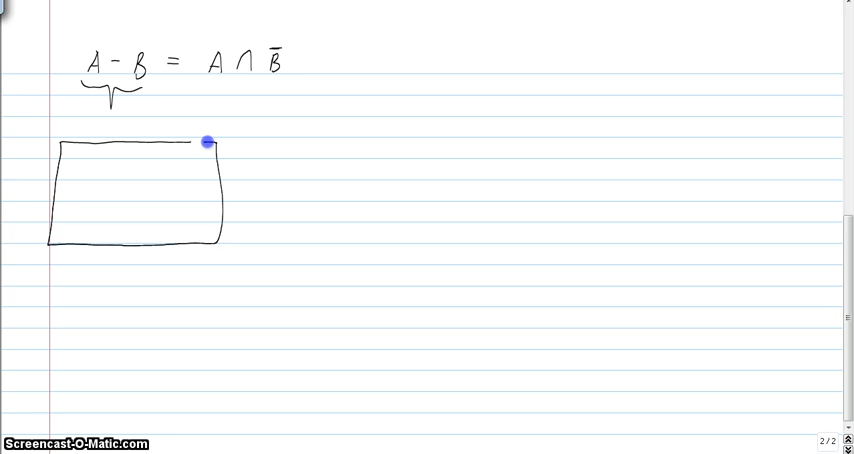 A - B = A ∩ B̅
2 / 2
Screencast-O-Matic.com